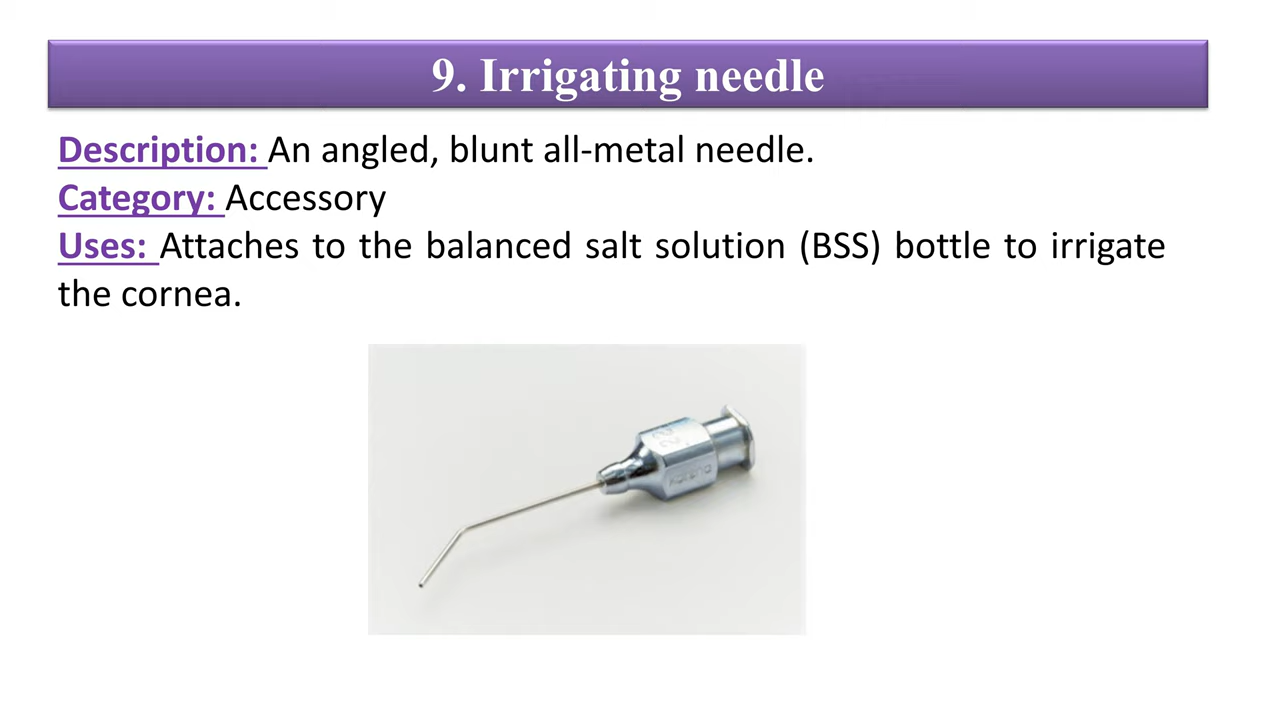 9. Irrigating needle
Description: An angled, blunt all-metal needle.
Category: Accessory
Uses: Attaches to the balanced salt solution (BSS) bottle to irrigate
the cornea.